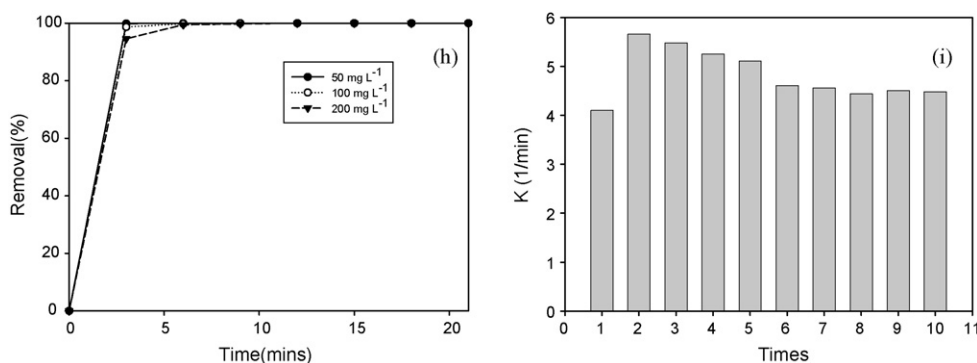 100
80
60
40
20
0
Removal(%)
0
5
10
15
20
Time(mins)
50 mg L⁻¹
100 mg L⁻¹
200 mg L⁻¹
(h)
6
5
4
3
2
1
0
K (1/min)
0 1 2 3 4 5 6 7 8 9 10 11
Times
(i)